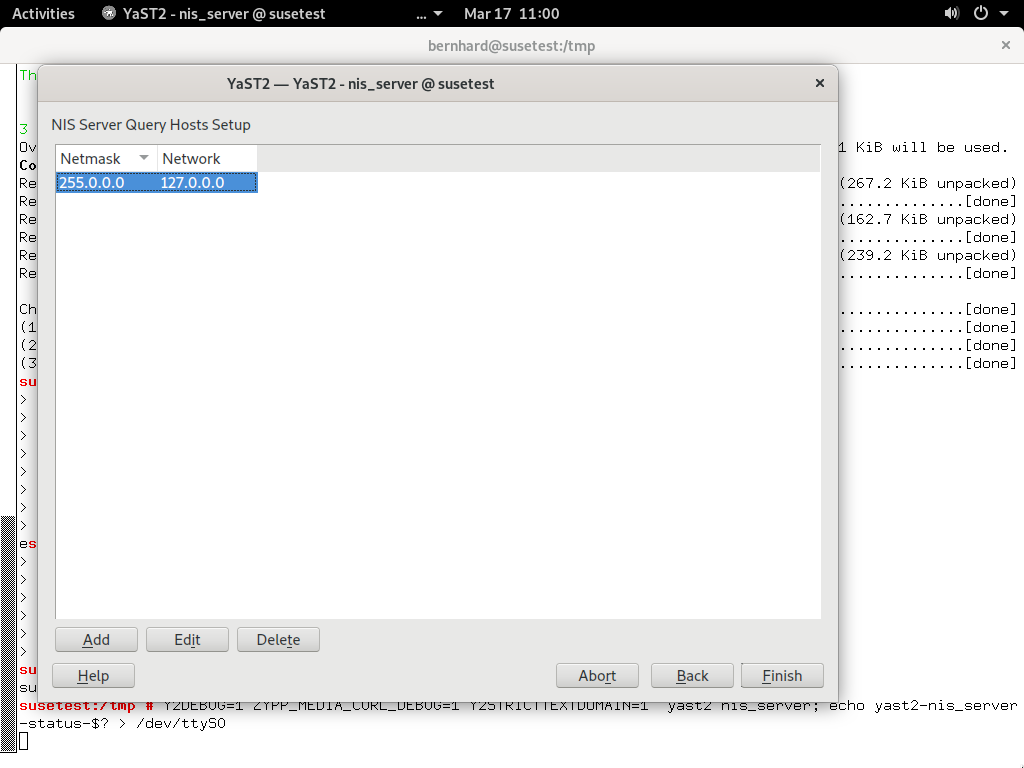 Activities YaST2 - nis_server @ susetest ... Mar 17 11:00
bernhard@susetest:/tmp
Th
YaST2 — YaST2 - nis_server @ susetest
NIS Server Query Hosts Setup
3
Ov 1 KiB will be used.
Netmask Network
Co
255.0.0.0 127.0.0.0
Re (267.2 KiB unpacked)
Re ..............[done]
Re (162.7 KiB unpacked)
Re ..............[done]
Re (239.2 KiB unpacked)
Re ..............[done]
Ch ..............[done]
(1 ..............[done]
(2 ..............[done]
(3 ..............[done]
su
>
>
>
>
>
>
>
>
es
>
>
>
>
>
>
Add Edit Delete
su
Help Abort Back Finish
su
susetest:/tmp # Y2DEBUG=1 ZYPP_MEDIA_CURL_DEBUG=1 Y2STRICTTEXTDOMAIN=1 yast2 nis_server; echo yast2-nis_server
-status-$? > /dev/ttyS0